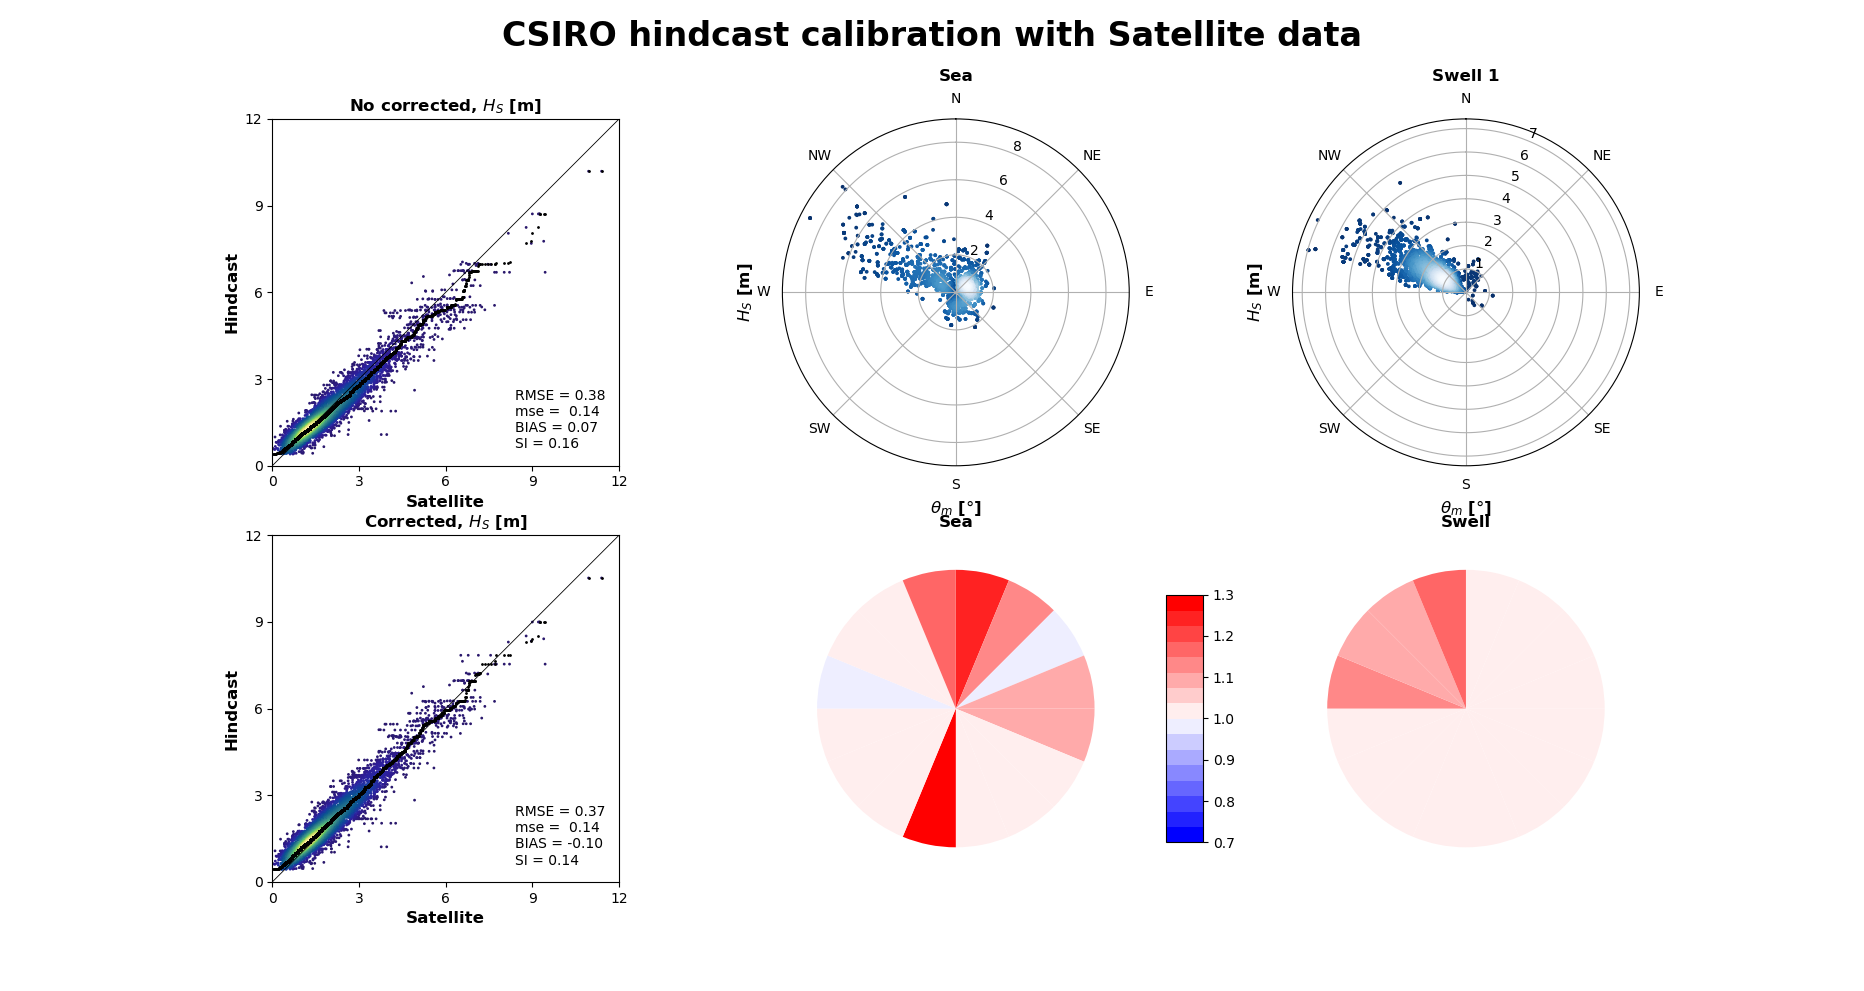 CSIRO hindcast calibration with Satellite data
No corrected, H_S [m]
12
9
6
3
0
0 3 6 9 12
Hindcast
Satellite
RMSE = 0.38
mse = 0.14
BIAS = 0.07
SI = 0.16
Sea
N
NE
E
SE
S
SW
W
NW
2
4
6
8
H_S [m]
θ_m [°]
Swell 1
N
NE
E
SE
S
SW
W
NW
1
2
3
4
5
6
7
H_S [m]
θ_m [°]
Corrected, H_S [m]
12
9
6
3
0
0 3 6 9 12
Hindcast
Satellite
RMSE = 0.37
mse = 0.14
BIAS = -0.10
SI = 0.14
Sea
1.3
1.2
1.1
1.0
0.9
0.8
0.7
Swell